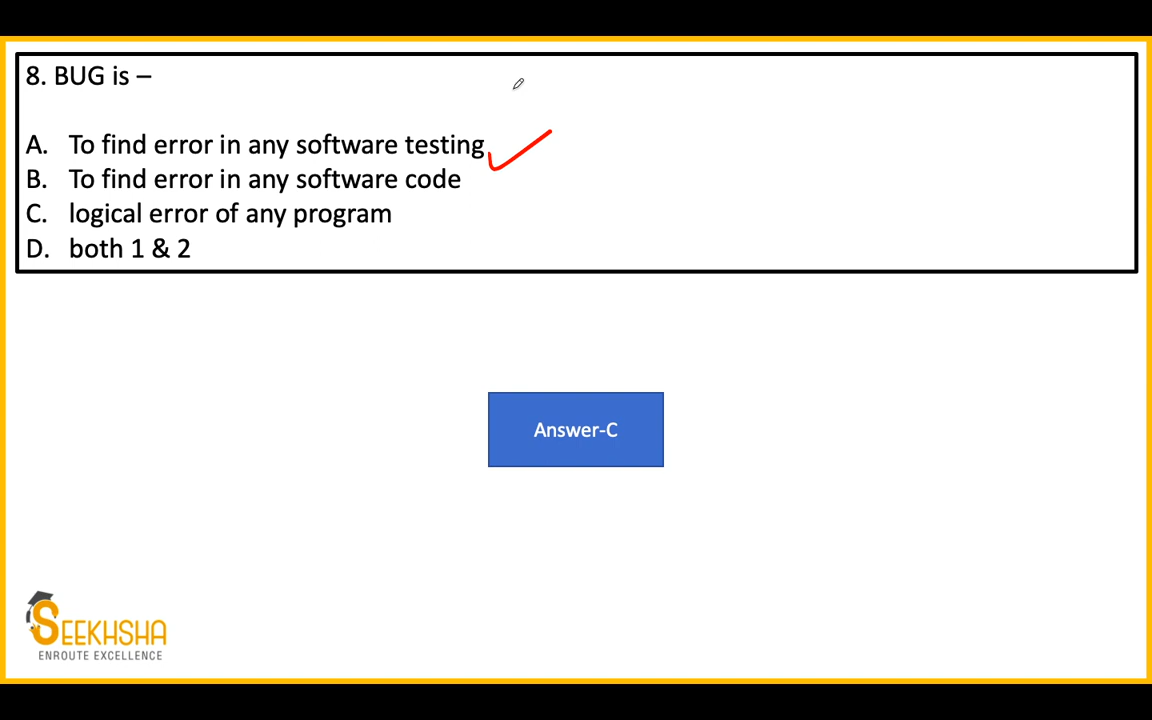 8. BUG is –
A. To find error in any software testing
B. To find error in any software code
C. logical error of any program
D. both 1 & 2
Answer-C
SEEKHSHA
ENROUTE EXCELLENCE